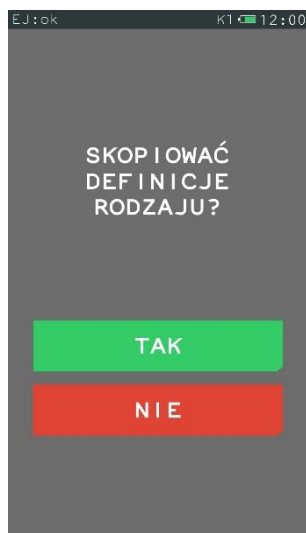 EJ:ok K1 12:00
SKOPIOWAĆ
DEFINICJE
RODZAJU?
TAK
NIE